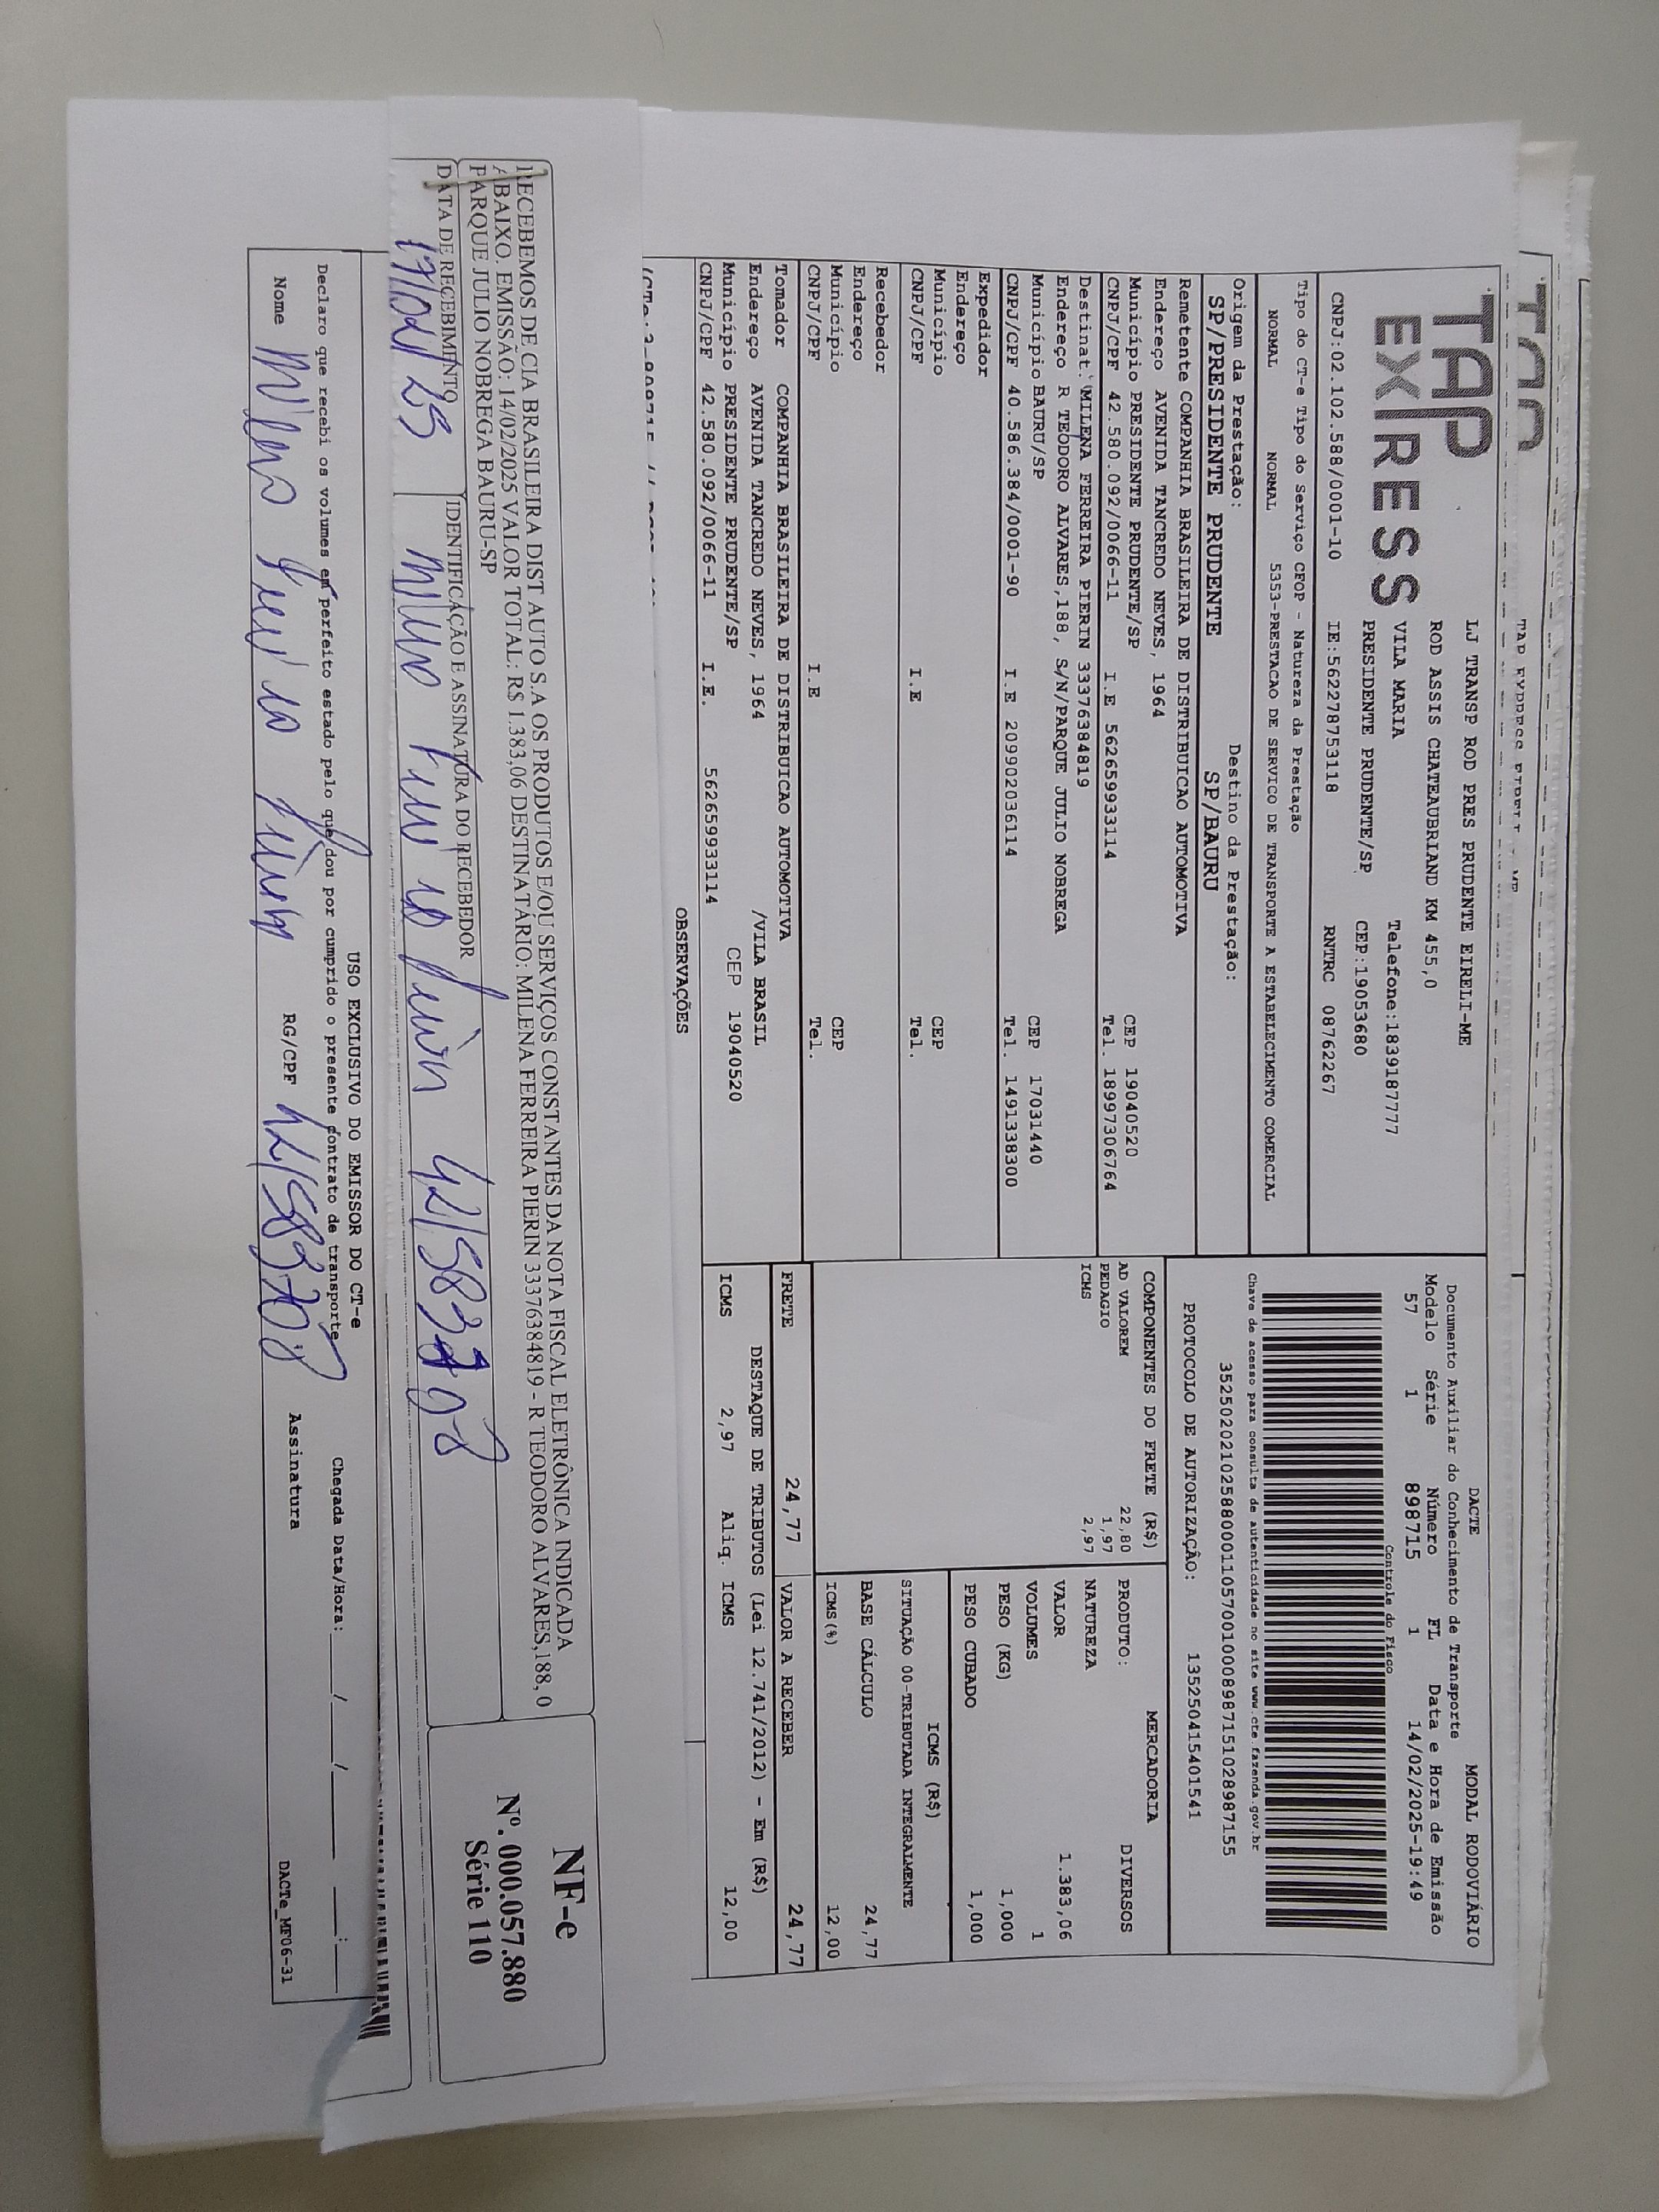 TAP
EXPRESS
LJ TRANSP ROD PRES PRUDENTE EIRELI-ME
ROD ASSIS CHATEAUBRIAND KM 455,0
VILA MARIA
Telefone:1839187777
PRESIDENTE PRUDENTE/SP
CEP:19053680
CNPJ:02.102.588/0001-10
IE:562278753118
RNTRC 08762267
Tipo do CT-e Tipo do Serviço CFOP - Natureza da Prestação
NORMAL NORMAL 5353-PRESTACAO DE SERVICO DE TRANSPORTE A ESTABELECIMENTO COMERCIAL
Origem da Prestação: Destino da Prestação:
SP/PRESIDENTE PRUDENTE SP/BAURU
Remetente COMPANHIA BRASILEIRA DE DISTRIBUICAO AUTOMOTIVA
Endereço AVENIDA TANCREDO NEVES, 1964
Município PRESIDENTE PRUDENTE/SP CEP 19040520
CNPJ/CPF 42.580.092/0066-11 I.E 562659933114 Tel. 18997306764
Destinat. MILENA FERREIRA PIERIN 33376384819
Endereço R TEODORO ALVARES,188, S/N/PARQUE JULIO NOBREGA
Município BAURU/SP CEP 17031440
CNPJ/CPF 40.586.384/0001-90 I.E 209902036114 Tel. 1491338300
Expedidor
Endereço
Município CEP
CNPJ/CPF I.E Tel.
Recebedor
Endereço
Município CEP
CNPJ/CPF I.E Tel.
Tomador COMPANHIA BRASILEIRA DE DISTRIBUICAO AUTOMOTIVA
Endereço AVENIDA TANCREDO NEVES, 1964 /VILA BRASIL
Município PRESIDENTE PRUDENTE/SP CEP 19040520
CNPJ/CPF 42.580.092/0066-11 I.E. 562659933114
OBSERVAÇÕES
DACTE MODAL RODOVIÁRIO
Documento Auxiliar do Conhecimento de Transporte
Modelo Série Número FL Data e Hora de Emissão
57 1 898715 1 14/02/2025-19:49
Controle do Fisco
Chave de acesso para consulta de autenticidade no site www.cte.fazenda.gov.br
35250202102588000110570010008987151028987155
PROTOCOLO DE AUTORIZAÇÃO: 135250415401541
COMPONENTES DO FRETE (R$)
AD VALOREM 22,80
PEDAGIO 1,97
ICMS 2,97
MERCADORIA
PRODUTO: DIVERSOS
NATUREZA
VALOR 1.383,06
VOLUMES 1
PESO (KG) 1,000
PESO CUBADO 1,000
ICMS (R$)
SITUAÇÃO 00-TRIBUTADA INTEGRALMENTE
BASE CÁLCULO 24,77
ICMS(%) 12,00
FRETE 24,77 VALOR A RECEBER 24,77
DESTAQUE DE TRIBUTOS (Lei 12.741/2012) - Em (R$)
ICMS 2,97 Aliq. ICMS 12,00
RECEBEMOS DE CIA BRASILEIRA DIST AUTO S.A OS PRODUTOS E/OU SERVIÇOS CONSTANTES DA NOTA FISCAL ELETRÔNICA INDICADA
ABAIXO. EMISSÃO: 14/02/2025 VALOR TOTAL: R$ 1.383,06 DESTINATÁRIO: MILENA FERREIRA PIERIN 33376384819 - R TEODORO ALVARES,188, 0
PARQUE JULIO NOBREGA BAURU-SP
DATA DE RECEBIMENTO IDENTIFICAÇÃO E ASSINATURA DO RECEBEDOR
17/02/25
NF-e
Nº. 000.057.880
Série 110
USO EXCLUSIVO DO EMISSOR DO CT-e
Declaro que recebi os volumes em perfeito estado pelo que dou por cumprido o presente contrato de transporte
Chegada Data/Hora: / / :
Nome RG/CPF Assinatura
DACTe_MF06-31